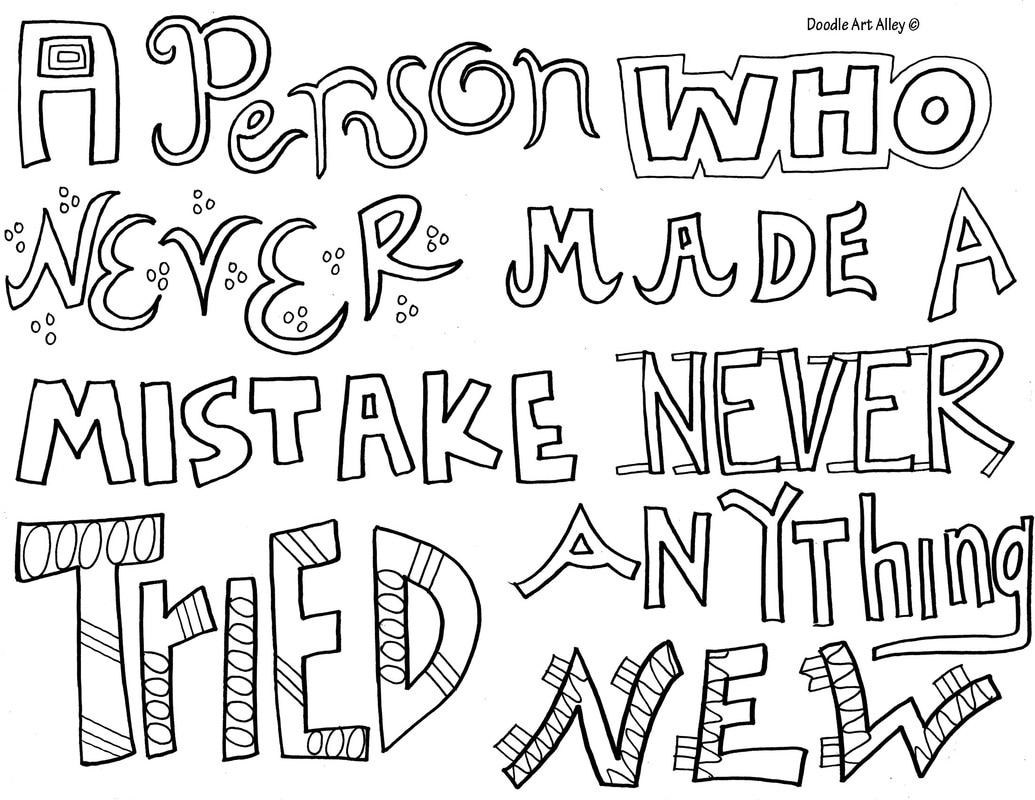 Doodle Art Alley ©
A Person WHO
NEVER MADE A
MISTAKE NEVER
TrIED ANYThing
NEW